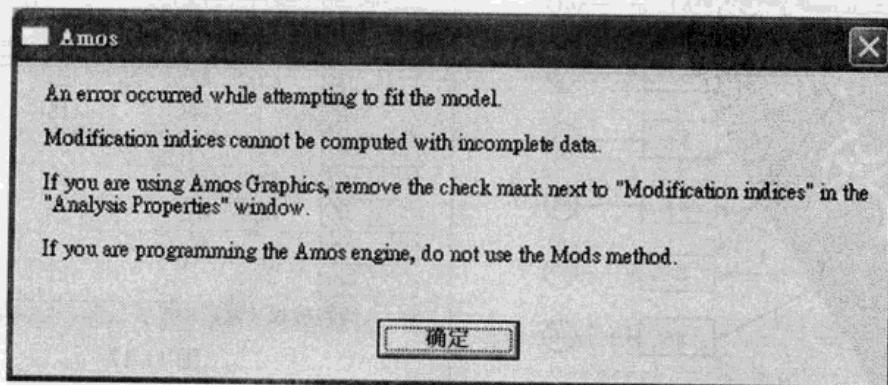 Amos
An error occurred while attempting to fit the model.
Modification indices cannot be computed with incomplete data.
If you are using Amos Graphics, remove the check mark next to "Modification indices" in the
"Analysis Properties" window.
If you are programming the Amos engine, do not use the Mods method.
确定